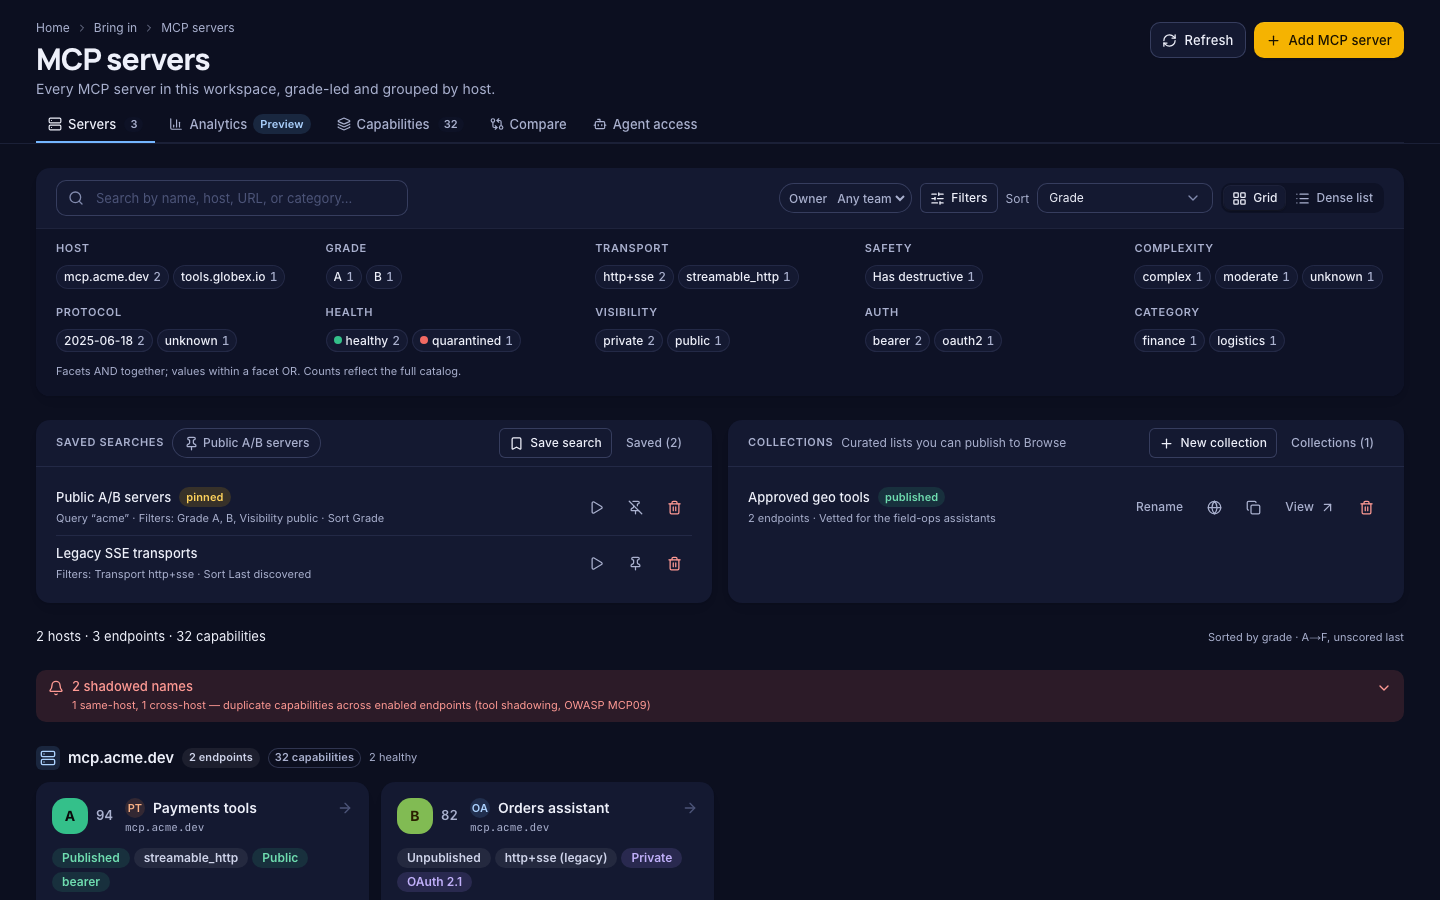 Home > Bring in > MCP servers
MCP servers
Every MCP server in this workspace, grade-led and grouped by host.
Refresh
Add MCP server
Servers 3
Analytics Preview
Capabilities 32
Compare
Agent access
Search by name, host, URL, or category...
Owner Any team
Filters
Sort Grade
Grid
Dense list
HOST
mcp.acme.dev 2 tools.globex.io 1
GRADE
A 1 B 1
TRANSPORT
http+sse 2 streamable_http 1
SAFETY
Has destructive 1
COMPLEXITY
complex 1 moderate 1 unknown 1
PROTOCOL
2025-06-18 2 unknown 1
HEALTH
healthy 2 quarantined 1
VISIBILITY
private 2 public 1
AUTH
bearer 2 oauth2 1
CATEGORY
finance 1 logistics 1
Facets AND together; values within a facet OR. Counts reflect the full catalog.
SAVED SEARCHES Public A/B servers Save search Saved (2)
Public A/B servers pinned
Query “acme” · Filters: Grade A, B, Visibility public · Sort Grade
Legacy SSE transports
Filters: Transport http+sse · Sort Last discovered
COLLECTIONS Curated lists you can publish to Browse New collection Collections (1)
Approved geo tools published
2 endpoints · Vetted for the field-ops assistants
Rename View
2 hosts · 3 endpoints · 32 capabilities
Sorted by grade · A→F, unscored last
2 shadowed names
1 same-host, 1 cross-host — duplicate capabilities across enabled endpoints (tool shadowing, OWASP MCP09)
mcp.acme.dev 2 endpoints 32 capabilities 2 healthy
A 94 PT Payments tools
mcp.acme.dev
Published streamable_http Public
bearer
B 82 OA Orders assistant
mcp.acme.dev
Unpublished http+sse (legacy) Private
OAuth 2.1